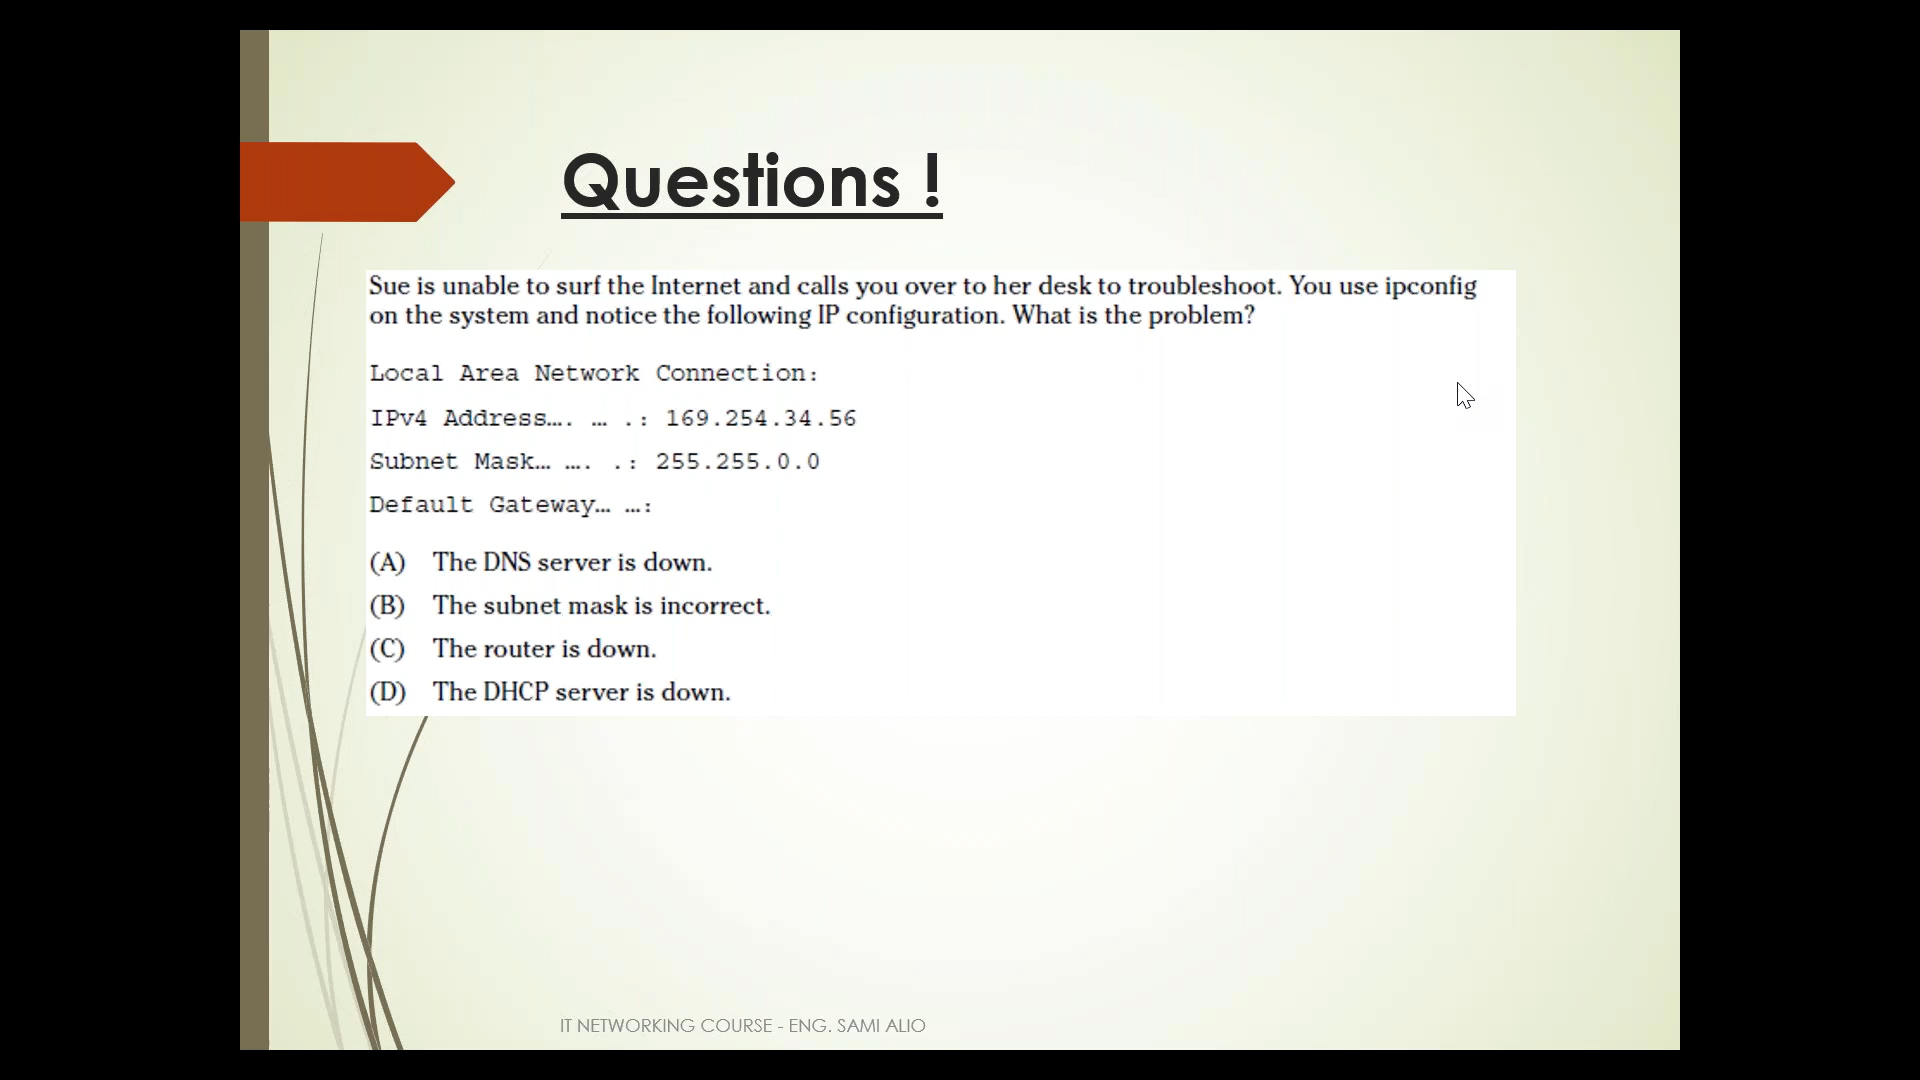 Questions !
Sue is unable to surf the Internet and calls you over to her desk to troubleshoot. You use ipconfig
on the system and notice the following IP configuration. What is the problem?
Local Area Network Connection:
IPv4 Address…. … .: 169.254.34.56
Subnet Mask… …. .: 255.255.0.0
Default Gateway… …:
(A) The DNS server is down.
(B) The subnet mask is incorrect.
(C) The router is down.
(D) The DHCP server is down.
IT NETWORKING COURSE - ENG. SAMI ALIO